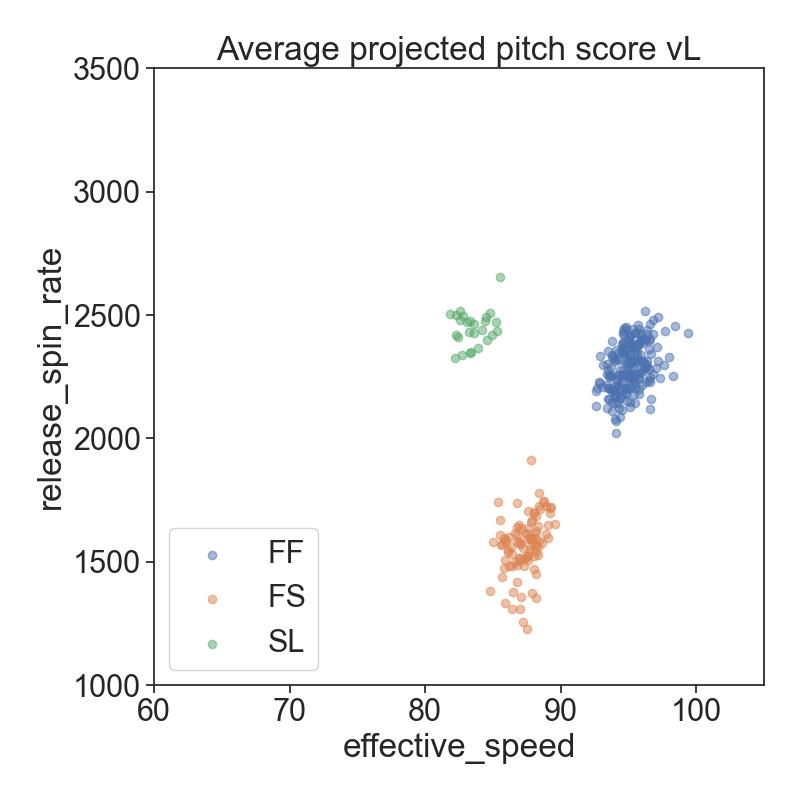 Average projected pitch score vL
3500
3000
2500
2000
1500
1000
release_spin_rate
FF
FS
SL
60 70 80 90 100
effective_speed